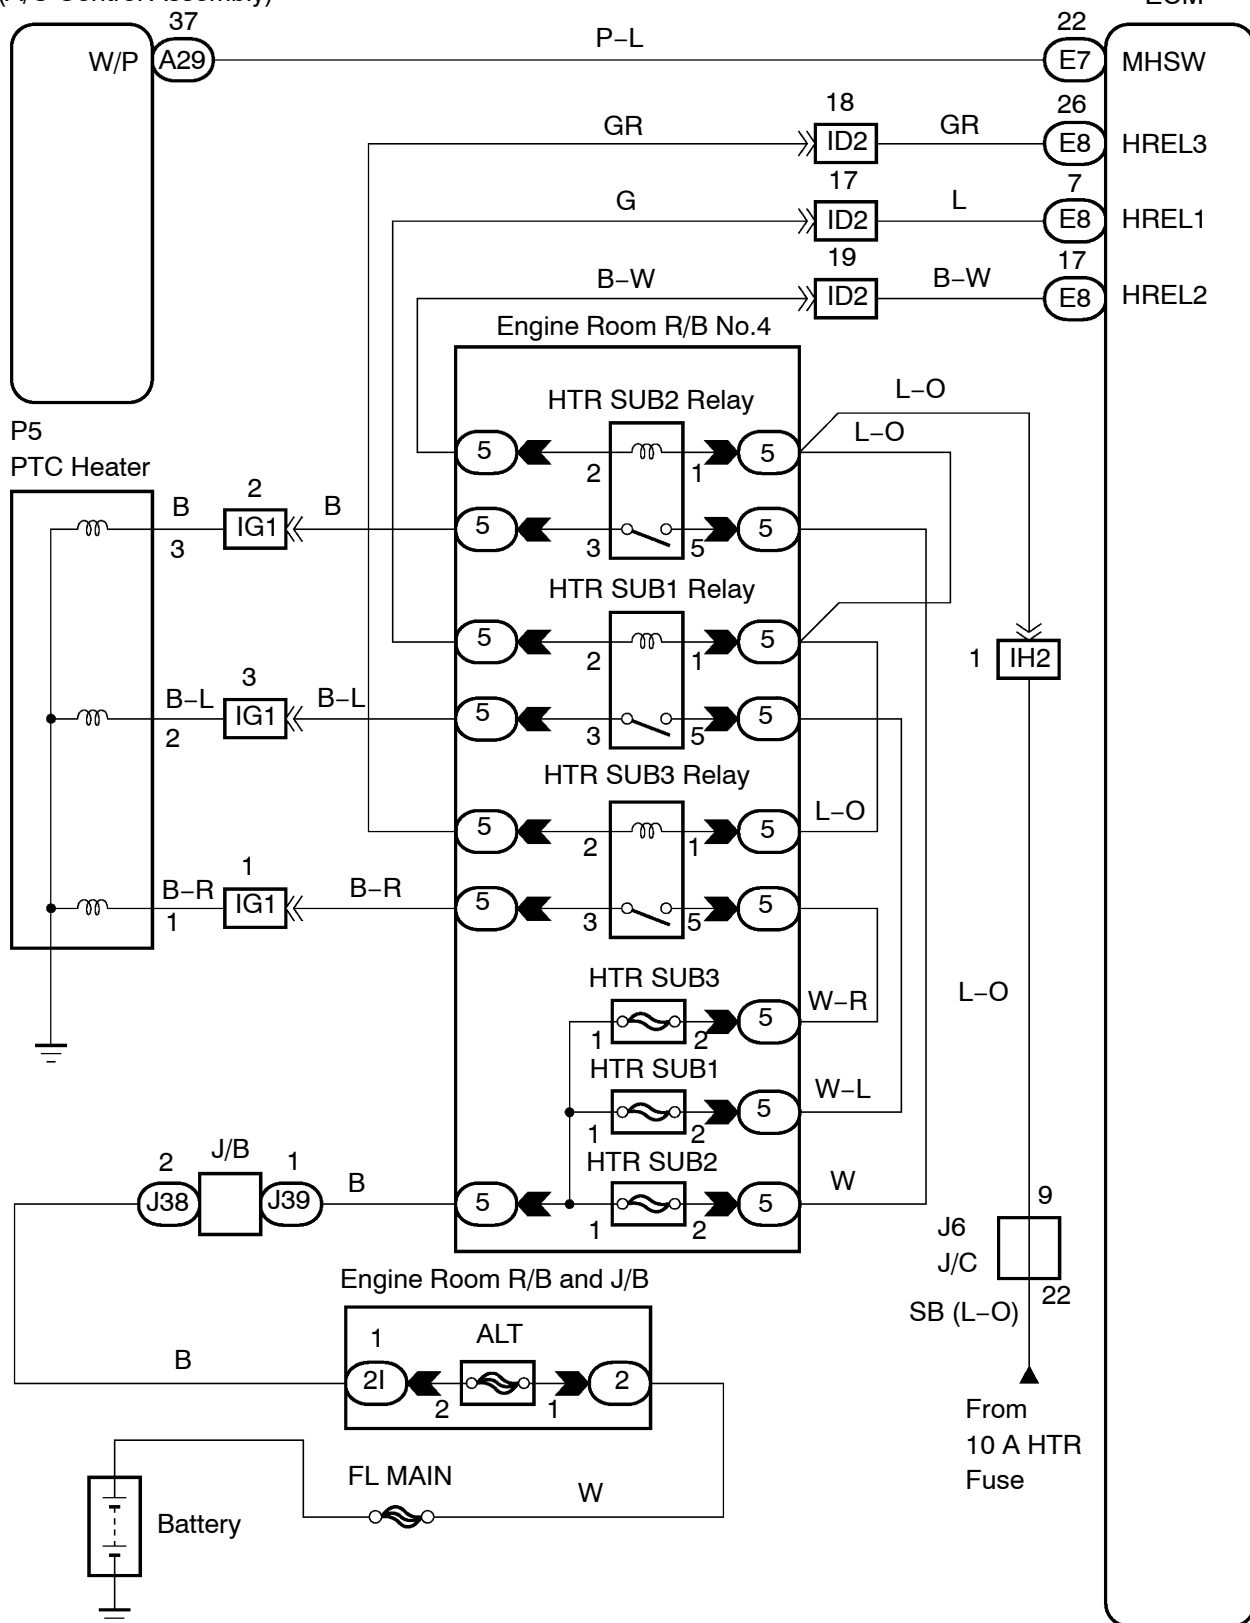 37
22
P−L
W/P
A29
E7
MHSW
18
26
GR
ID2
GR
E8
HREL3
17
7
G
ID2
L
E8
HREL1
19
17
B−W
ID2
B−W
E8
HREL2
Engine Room R/B No.4
HTR SUB2 Relay
L−O
L−O
P5
PTC Heater
5
2
1
5
B
3
2
IG1
B
5
3
5
5
HTR SUB1 Relay
5
2
1
5
1
IH2
B−L
2
3
IG1
B−L
5
3
5
5
HTR SUB3 Relay
5
2
1
5
L−O
B−R
1
1
IG1
B−R
5
3
5
5
HTR SUB3
1
2
5
W−R
L−O
HTR SUB1
1
2
5
W−L
J/B
2
1
J38
J39
B
5
HTR SUB2
1
2
5
W
9
J6
J/C
22
SB (L−O)
Engine Room R/B and J/B
1
ALT
B
2I
2
1
2
From
10 A HTR
Fuse
FL MAIN
W
Battery